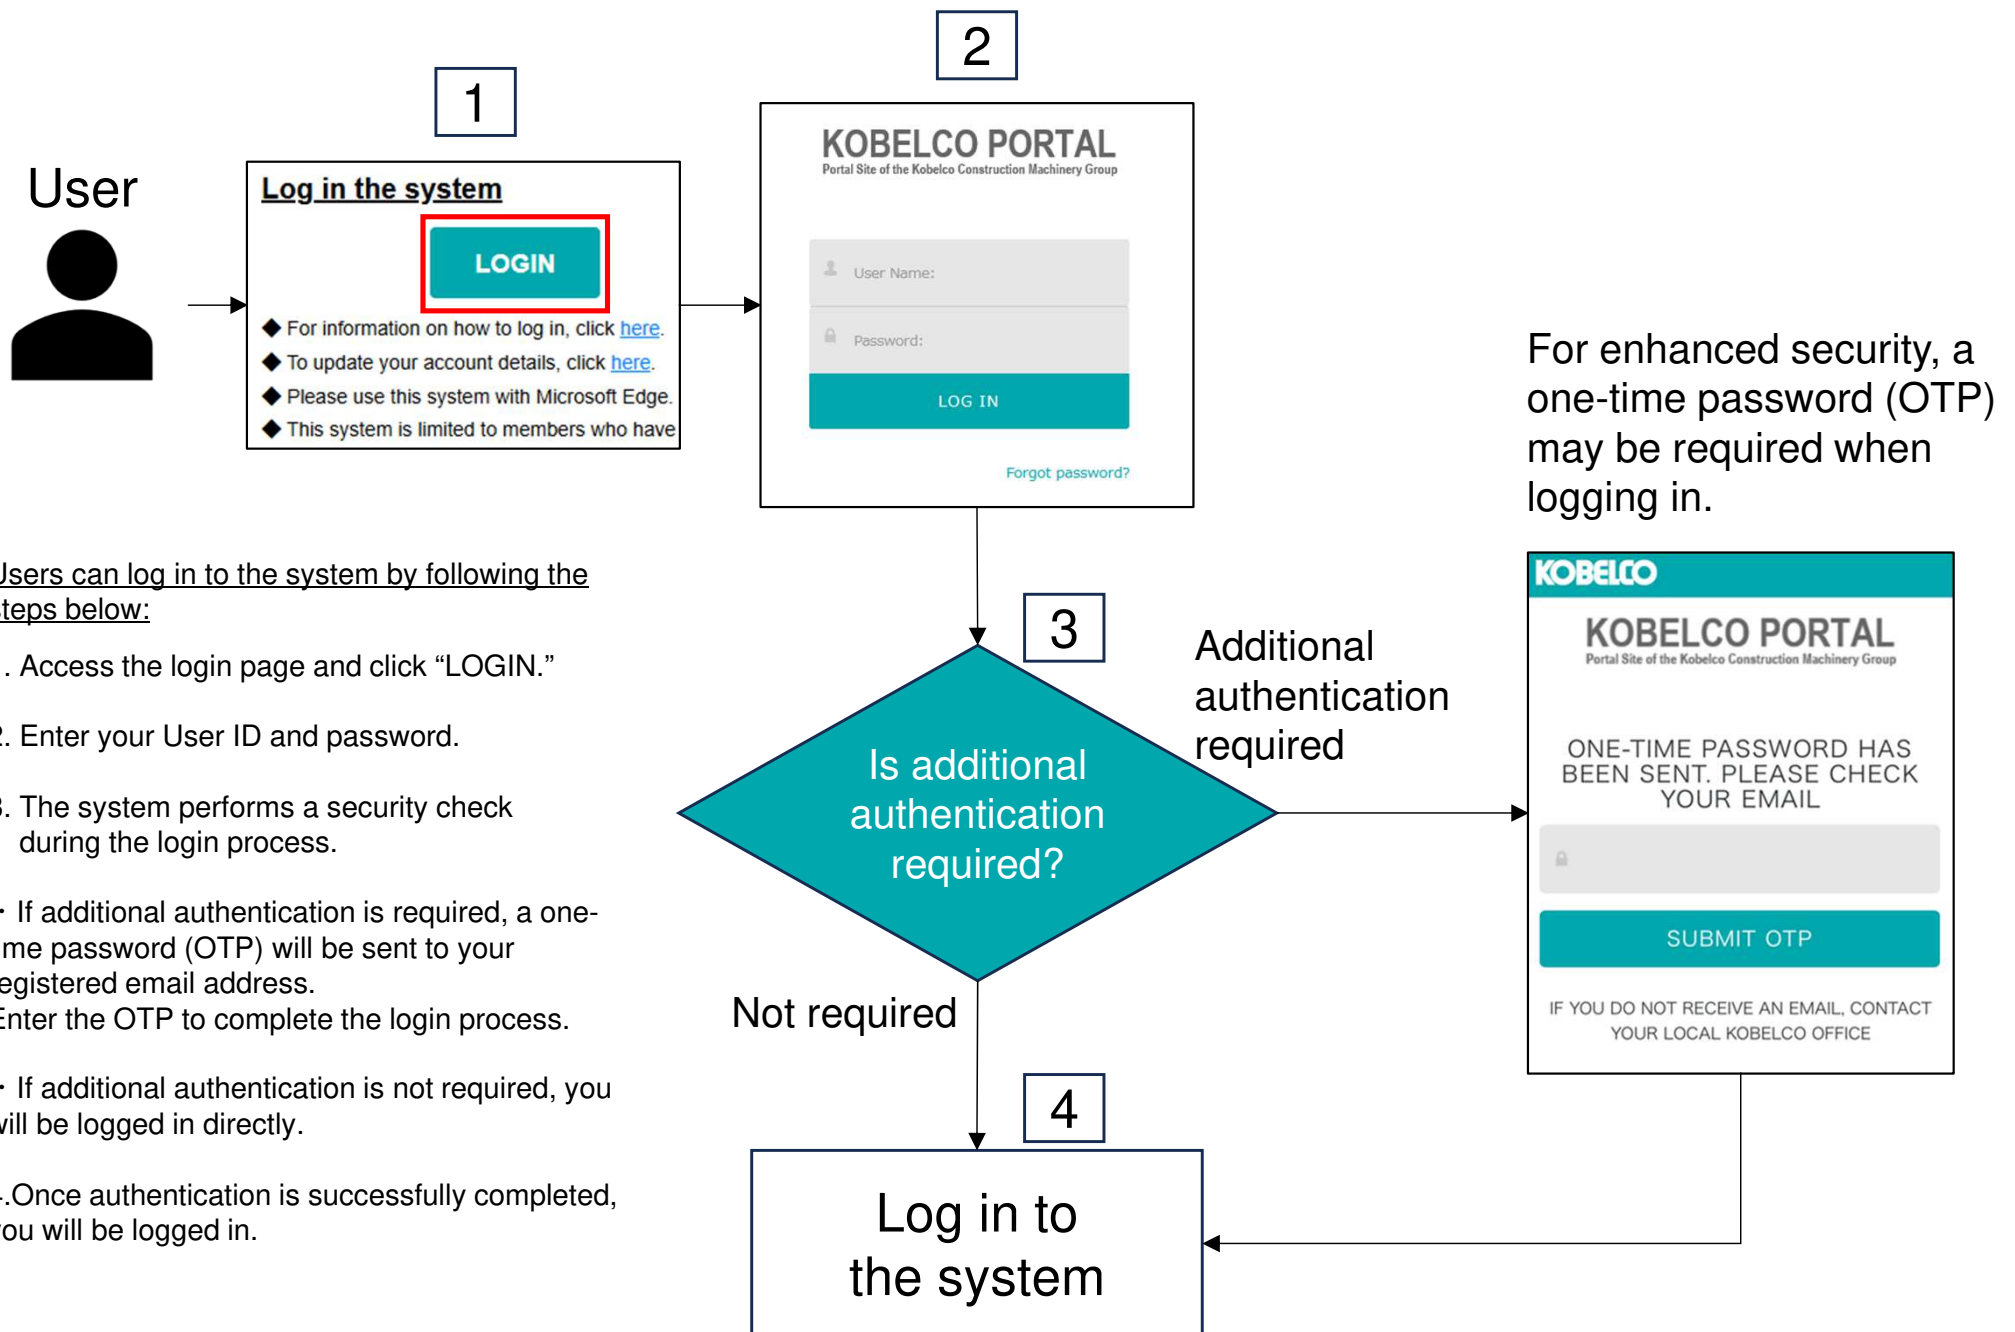 2
1
User
Log in the system
LOGIN
◆ For information on how to log in, click here.
◆ To update your account details, click here.
◆ Please use this system with Microsoft Edge.
◆ This system is limited to members who have
KOBELCO PORTAL
Portal Site of the Kobelco Construction Machinery Group
User Name:
Password:
LOG IN
Forgot password?
For enhanced security, a
one-time password (OTP)
may be required when
logging in.
Users can log in to the system by following the
steps below:
1. Access the login page and click “LOGIN.”
2. Enter your User ID and password.
3. The system performs a security check
during the login process.
・If additional authentication is required, a one-
time password (OTP) will be sent to your
registered email address.
Enter the OTP to complete the login process.
・If additional authentication is not required, you
will be logged in directly.
4.Once authentication is successfully completed,
you will be logged in.
3
Is additional
authentication
required?
Additional
authentication
required
Not required
KOBELCO
KOBELCO PORTAL
Portal Site of the Kobelco Construction Machinery Group
ONE-TIME PASSWORD HAS
BEEN SENT. PLEASE CHECK
YOUR EMAIL
SUBMIT OTP
IF YOU DO NOT RECEIVE AN EMAIL, CONTACT
YOUR LOCAL KOBELCO OFFICE
4
Log in to
the system